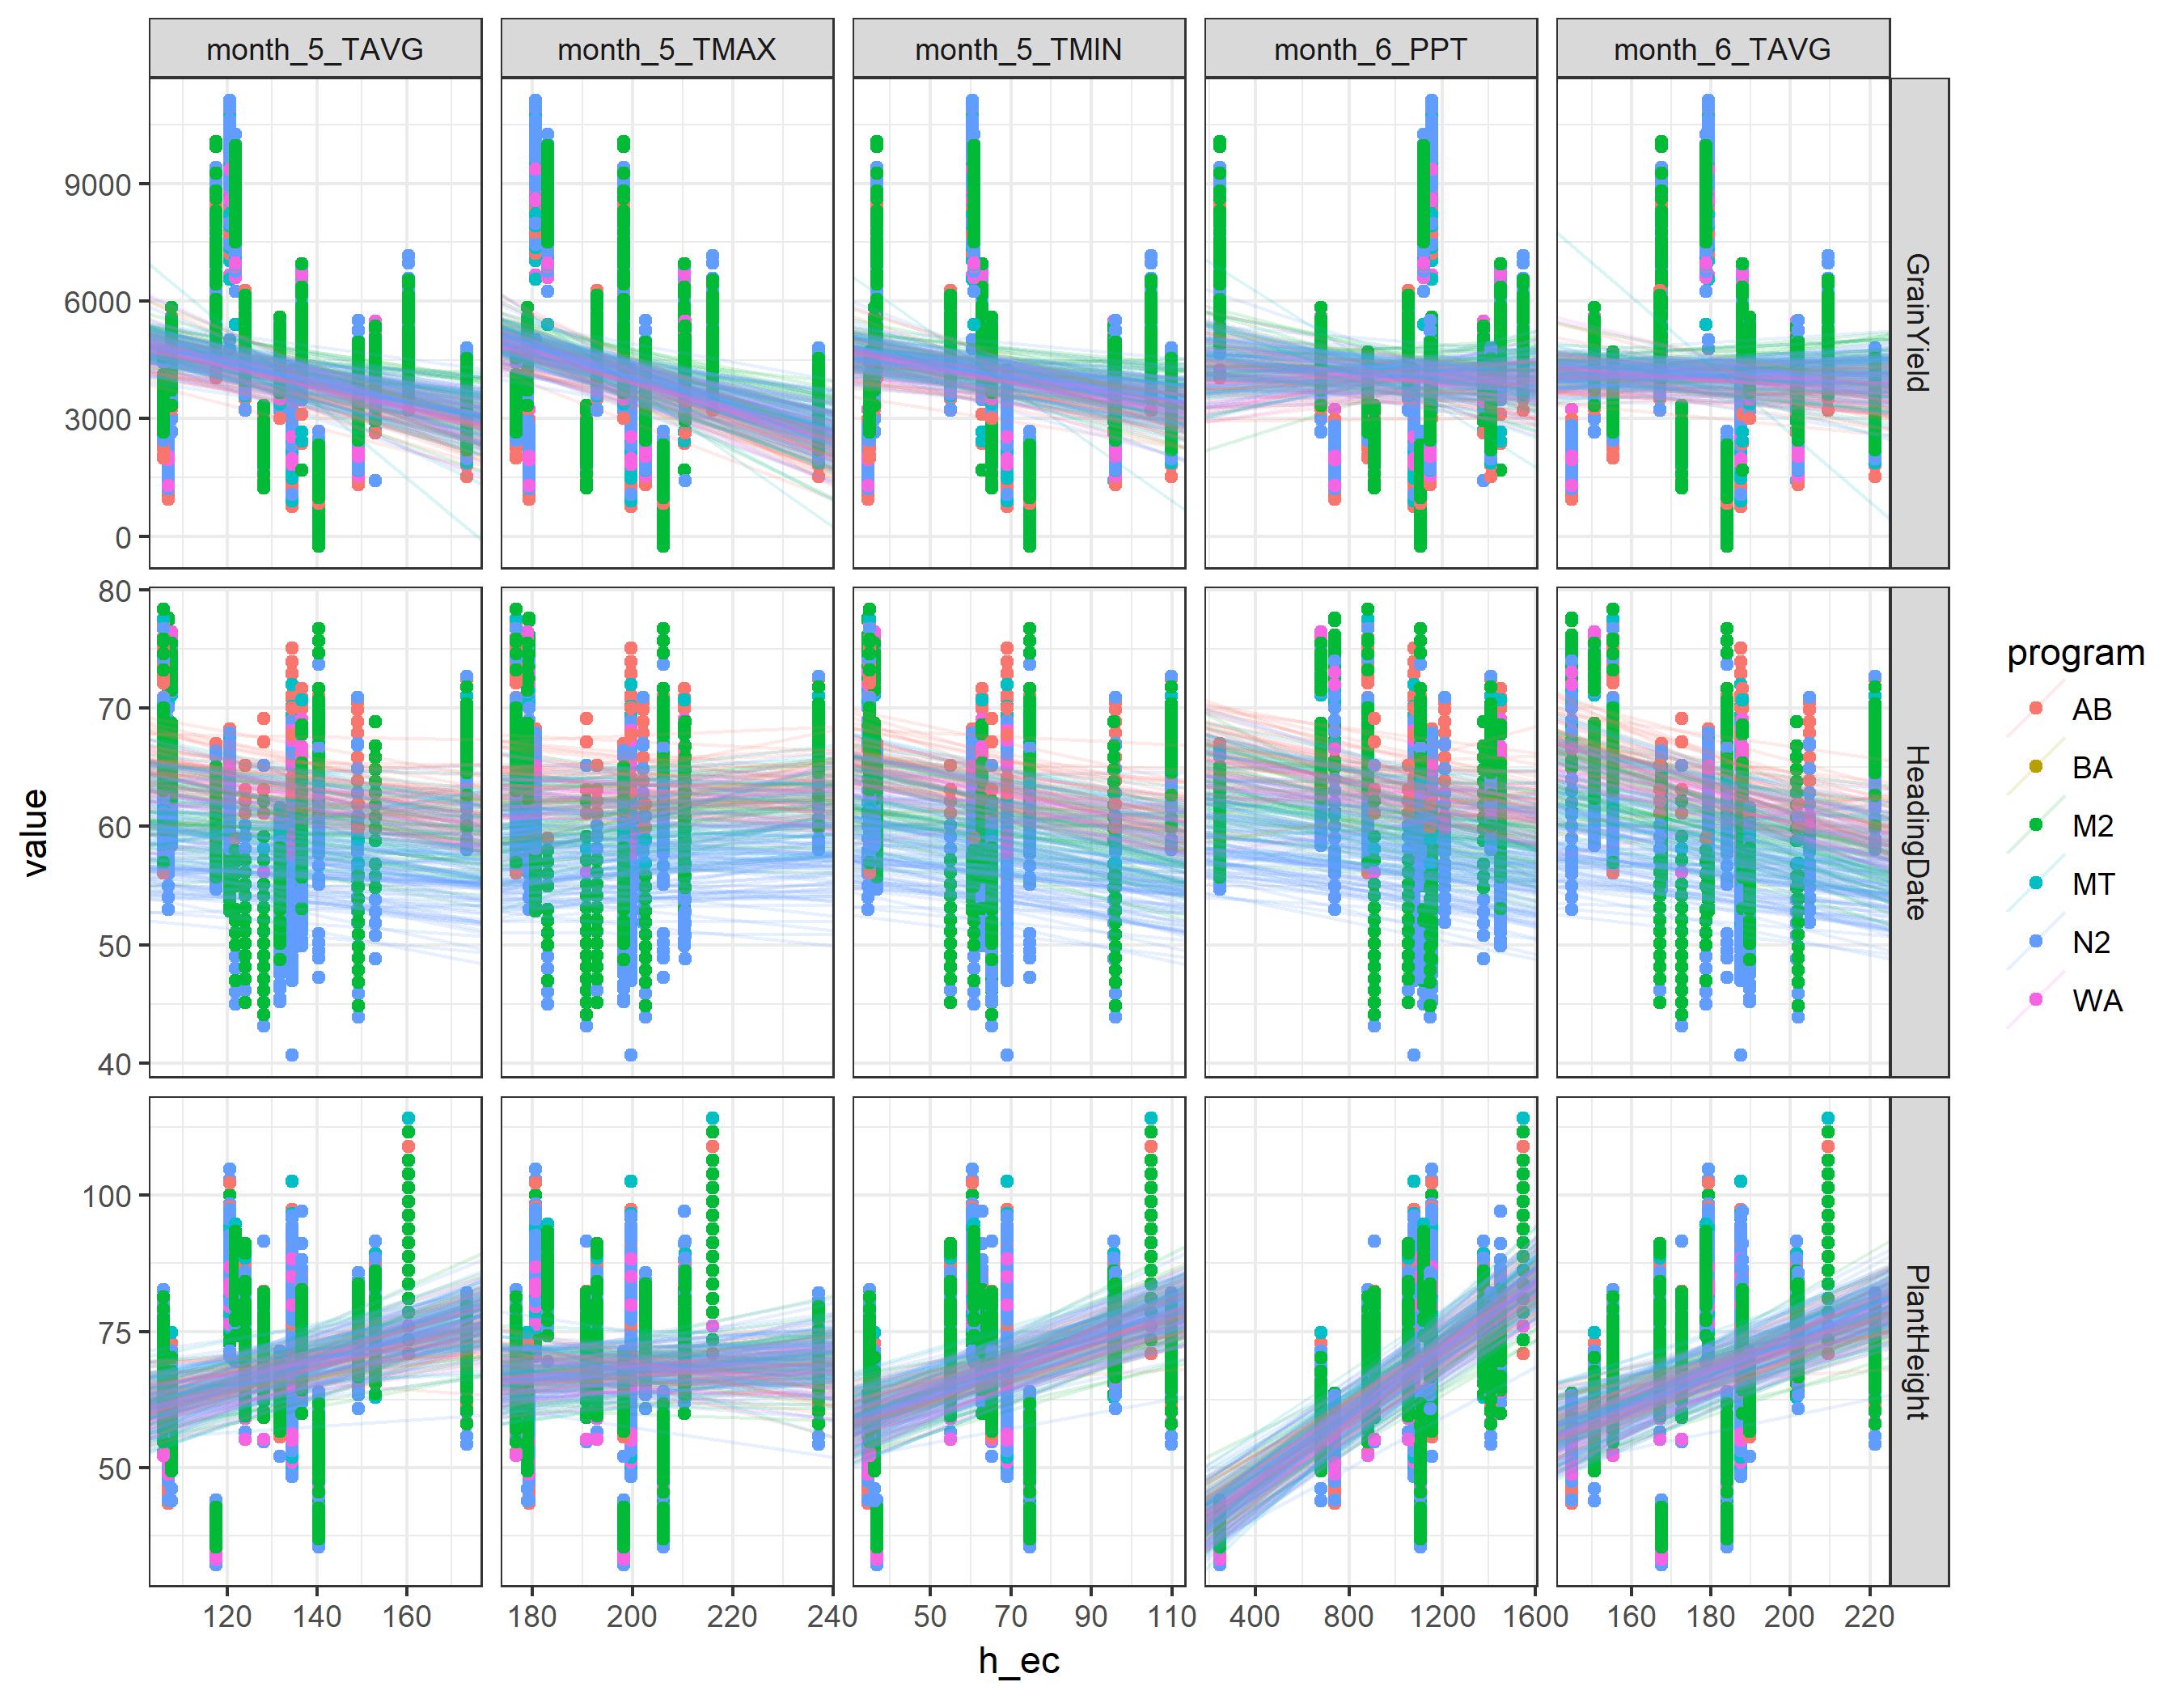 month_5_TAVG month_5_TMAX month_5_TMIN month_6_PPT month_6_TAVG
9000
6000
3000
0
GrainYield
80
70
60
50
40
HeadingDate
100
75
50
PlantHeight
120 140 160 180 200 220 240 50 70 90 110 400 800 1200 1600 160 180 200 220
h_ec
value
program
AB
BA
M2
MT
N2
WA